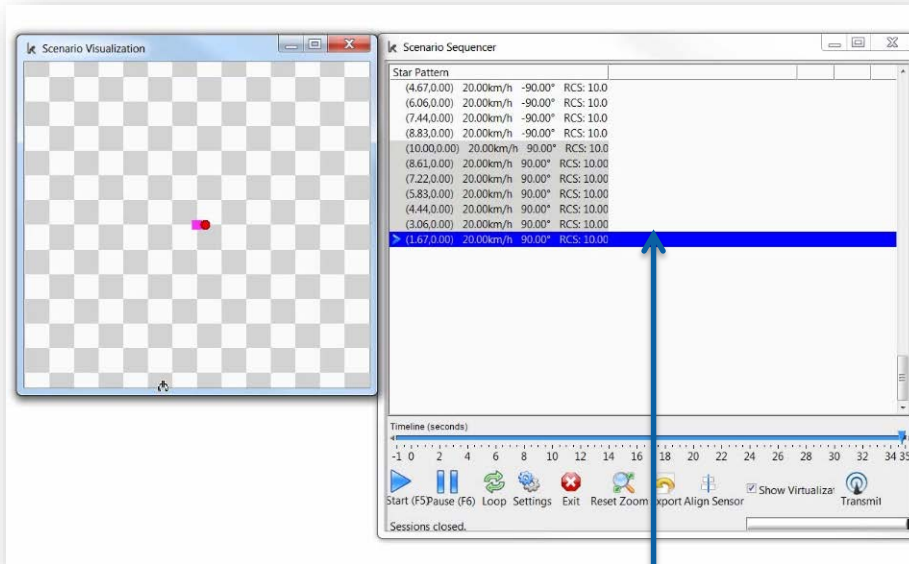 Scenario Visualization
Scenario Sequencer
Star Pattern
(4.67,0.00) 20.00km/h -90.00° RCS: 10.0
(6.06,0.00) 20.00km/h -90.00° RCS: 10.0
(7.44,0.00) 20.00km/h -90.00° RCS: 10.0
(8.83,0.00) 20.00km/h -90.00° RCS: 10.0
(10.00,0.00) 20.00km/h 90.00° RCS: 10.0
(8.61,0.00) 20.00km/h 90.00° RCS: 10.00
(7.22,0.00) 20.00km/h 90.00° RCS: 10.00
(5.83,0.00) 20.00km/h 90.00° RCS: 10.00
(4.44,0.00) 20.00km/h 90.00° RCS: 10.00
(3.06,0.00) 20.00km/h 90.00° RCS: 10.00
(1.67,0.00) 20.00km/h 90.00° RCS: 10.00
Timeline (seconds)
-1 0 2 4 6 8 10 12 14 16 18 20 22 24 26 28 30 32 34 35
Start (F5) Pause (F6) Loop Settings Exit Reset Zoom xport Align Sensor Show Virtualiza Transmit
Sessions closed.